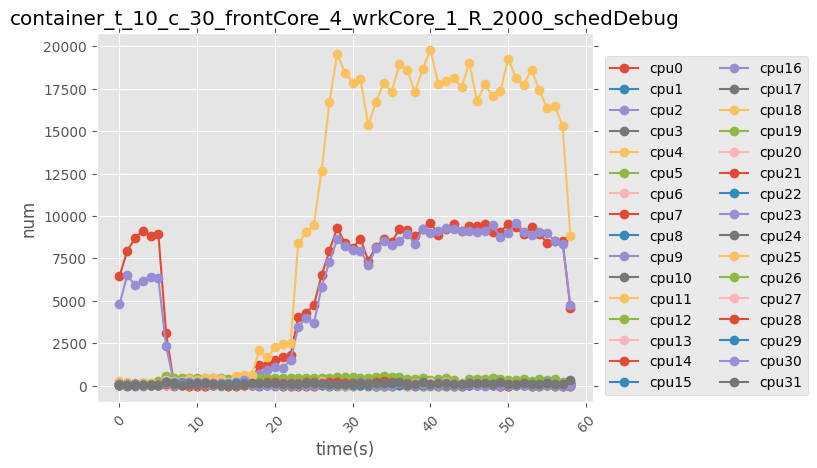 container_t_10_c_30_frontCore_4_wrkCore_1_R_2000_schedDebug
20000
17500
15000
12500
10000
7500
5000
2500
0
num
0
10
20
30
40
50
60
time(s)
cpu0
cpu1
cpu2
cpu3
cpu4
cpu5
cpu6
cpu7
cpu8
cpu9
cpu10
cpu11
cpu12
cpu13
cpu14
cpu15
cpu16
cpu17
cpu18
cpu19
cpu20
cpu21
cpu22
cpu23
cpu24
cpu25
cpu26
cpu27
cpu28
cpu29
cpu30
cpu31